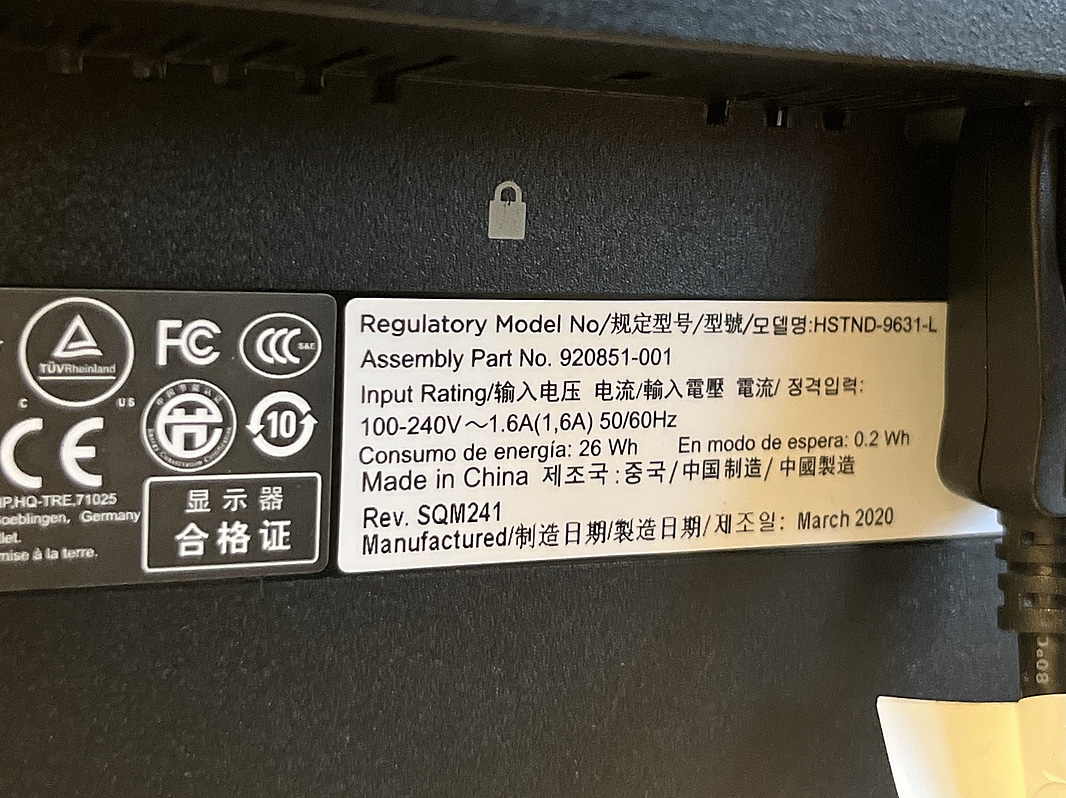 TÜVRheinland
C US
FC
CCC S&E
10
CE
HP,HQ-TRE,71025
Boeblingen, Germany
mise à la terre.
显示器
合格证
Regulatory Model No/规定型号/型號/모델명:HSTND-9631-L
Assembly Part No. 920851-001
Input Rating/输入电压 电流/輸入電壓 電流/ 정격입력:
100-240V～1.6A(1,6A) 50/60Hz
Consumo de energía: 26 Wh En modo de espera: 0.2 Wh
Made in China 제조국:중국/中国制造/中國製造
Rev. SQM241
Manufactured/制造日期/製造日期/제조일: March 2020